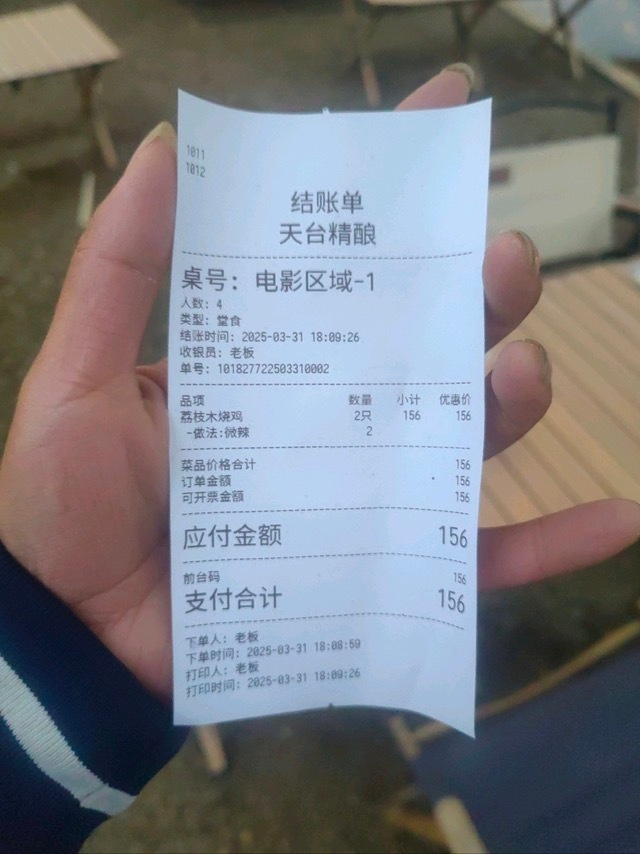 1011
1012
结账单
天台精酿
桌号：电影区域-1
人数：4
类型：堂食
结账时间：2025-03-31 18:09:26
收银员：老板
单号：101827722503310002
品项 数量 小计 优惠价
荔枝木烧鸡 2只 156 156
-做法:微辣 2
菜品价格合计 156
订单金额 156
可开票金额 156
应付金额 156
前台码 156
支付合计 156
下单人：老板
下单时间：2025-03-31 18:08:59
打印人：老板
打印时间：2025-03-31 18:09:26